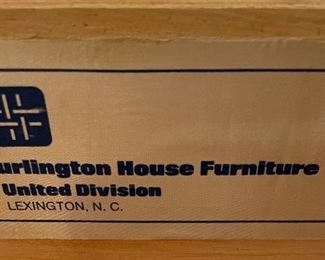 urlington House Furniture
United Division
LEXINGTON, N. C.